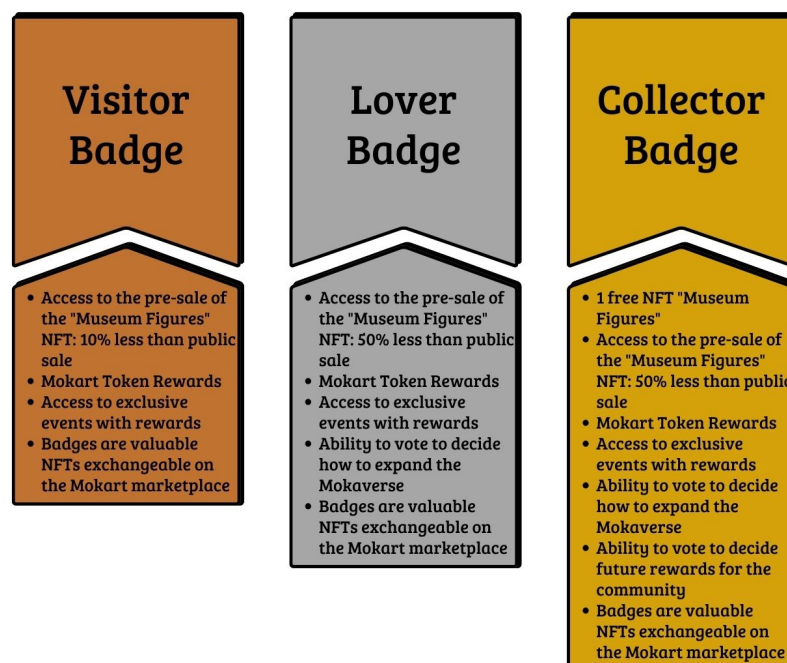 Visitor
Badge
• Access to the pre-sale of
the "Museum Figures"
NFT: 10% less than public
sale
• Mokart Token Rewards
• Access to exclusive
events with rewards
• Badges are valuable
NFTs exchangeable on
the Mokart marketplace
Lover
Badge
• Access to the pre-sale of
the "Museum Figures"
NFT: 50% less than public
sale
• Mokart Token Rewards
• Access to exclusive
events with rewards
• Ability to vote to decide
how to expand the
Mokaverse
• Badges are valuable
NFTs exchangeable on
the Mokart marketplace
Collector
Badge
• 1 free NFT "Museum
Figures"
• Access to the pre-sale of
the "Museum Figures"
NFT: 50% less than public
sale
• Mokart Token Rewards
• Access to exclusive
events with rewards
• Ability to vote to decide
how to expand the
Mokaverse
• Ability to vote to decide
future rewards for the
community
• Badges are valuable
NFTs exchangeable on
the Mokart marketplace